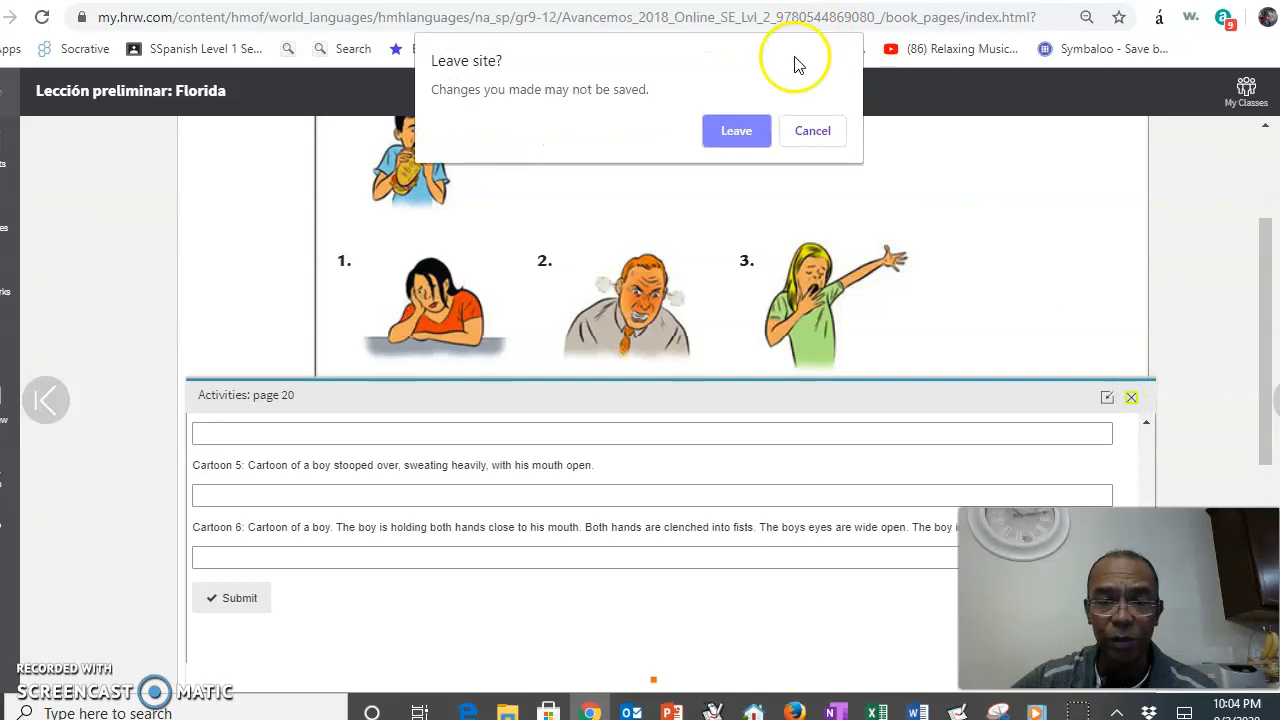 my.hrw.com/content/hmof/world_languages/hmhlanguages/na_sp/gr9-12/Avancemos_2018_Online_SE_Lvl_2_9780544869080_/book_pages/index.html?
á
w.
a
9
Apps
Socrative
SSpanish Level 1 Se...
Search
(86) Relaxing Music...
Symbaloo - Save b...
Leave site?
Changes you made may not be saved.
Leave
Cancel
Lección preliminar: Florida
My Classes
1.
2.
3.
Activities: page 20
Cartoon 5: Cartoon of a boy stooped over, sweating heavily, with his mouth open.
Cartoon 6: Cartoon of a boy. The boy is holding both hands close to his mouth. Both hands are clenched into fists. The boys eyes are wide open. The boy i
Submit
RECORDED WITH
SCREENCAST MATIC
Type here to search
10:04 PM